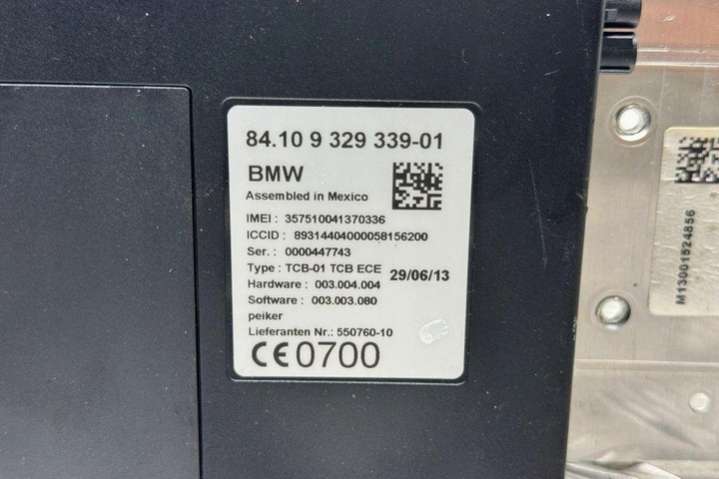 84.10 9 329 339-01
BMW
Assembled in Mexico
IMEI : 357510041370336
ICCID : 89314404000058156200
Ser. : 0000447743
Type : TCB-01 TCB ECE 29/06/13
Hardware : 003.004.004
Software : 003.003.080
peiker
Lieferanten Nr.: 550760-10
CE0700
M13001524856